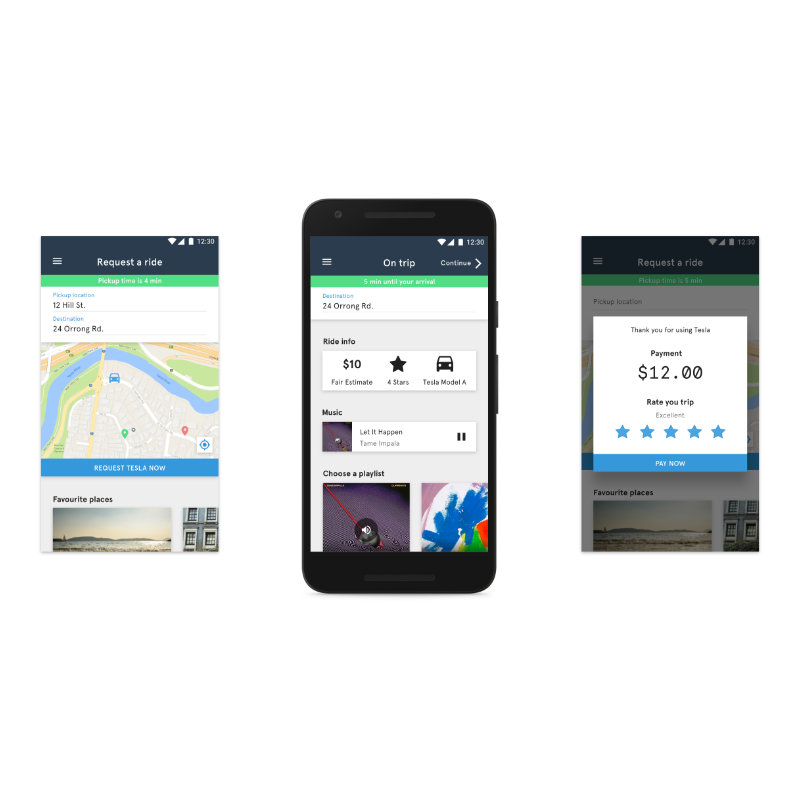 12:30
Request a ride
Pickup time is 4 min
Pickup location
12 Hill St.
Destination
24 Orrong Rd.
REQUEST TESLA NOW
Favourite places
12:30
On trip
Continue
5 min until your arrival
Destination
24 Orrong Rd.
Ride info
$10
Fair Estimate
4 Stars
Tesla Model A
Music
Let It Happen
Tame Impala
Choose a playlist
TAME IMPALA
CURRENTS
12:30
Request a ride
Pickup time is 5 min
Pickup location
Thank you for using Tesla
Payment
$12.00
Rate you trip
Excellent
PAY NOW
Favourite places